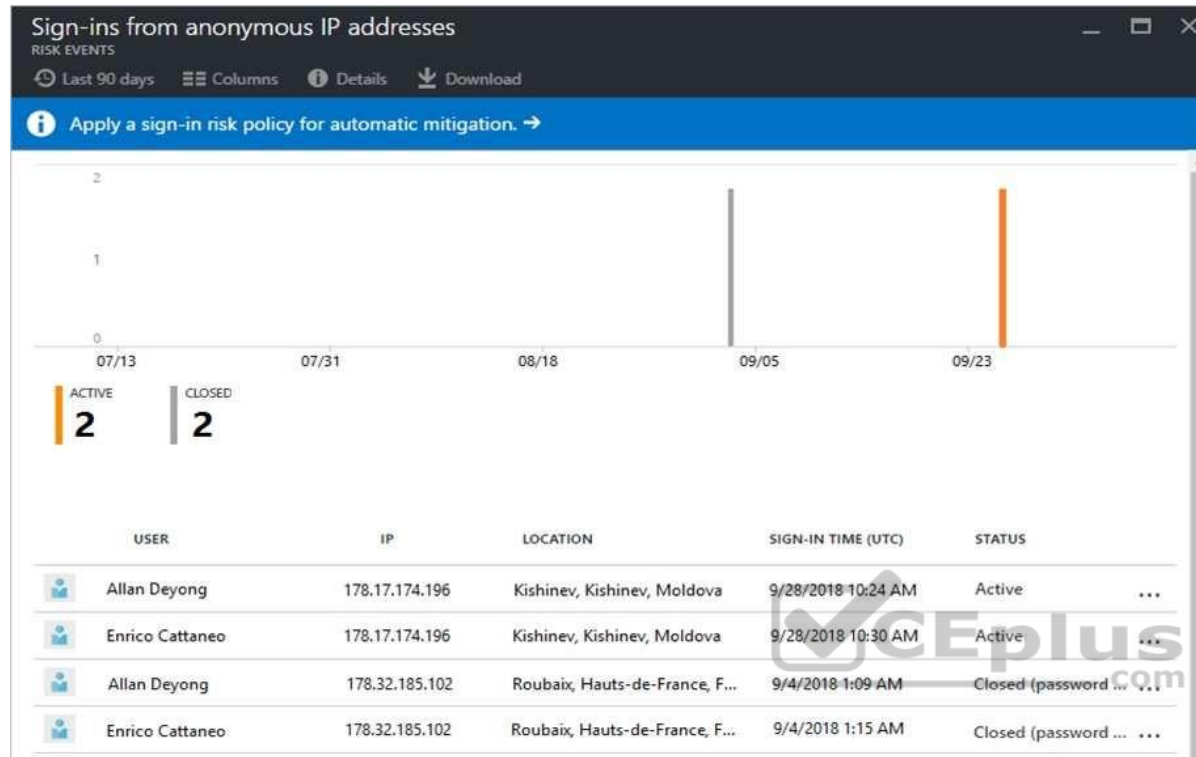 Sign-ins from anonymous IP addresses
RISK EVENTS
Last 90 days Columns Details Download
Apply a sign-in risk policy for automatic mitigation. →
2
1
0
07/13 07/31 08/18 09/05 09/23
ACTIVE CLOSED
2 2
USER IP LOCATION SIGN-IN TIME (UTC) STATUS
Allan Deyong 178.17.174.196 Kishinev, Kishinev, Moldova 9/28/2018 10:24 AM Active ...
Enrico Cattaneo 178.17.174.196 Kishinev, Kishinev, Moldova 9/28/2018 10:30 AM Active ...
Allan Deyong 178.32.185.102 Roubaix, Hauts-de-France, F... 9/4/2018 1:09 AM Closed (password ... ...
Enrico Cattaneo 178.32.185.102 Roubaix, Hauts-de-France, F... 9/4/2018 1:15 AM Closed (password ... ...
CEplus
com